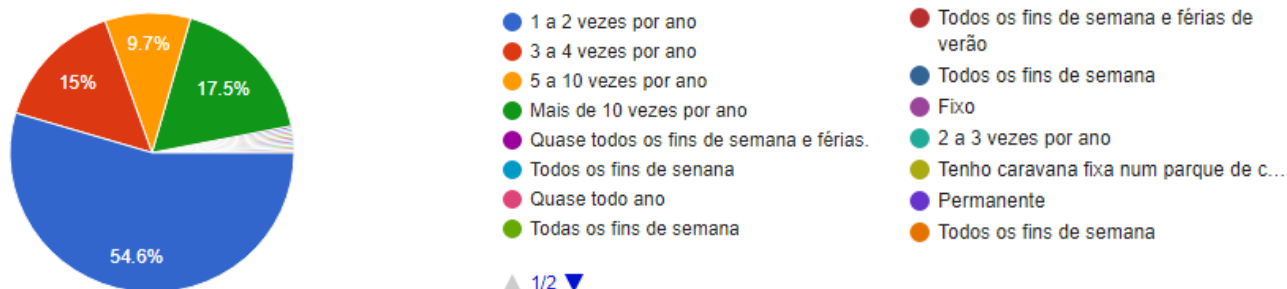 9.7%
15%
17.5%
54.6%
1 a 2 vezes por ano
3 a 4 vezes por ano
5 a 10 vezes por ano
Mais de 10 vezes por ano
Quase todos os fins de semana e férias.
Todos os fins de senana
Quase todo ano
Todas os fins de semana
1/2
Todos os fins de semana e férias de
verão
Todos os fins de semana
Fixo
2 a 3 vezes por ano
Tenho caravana fixa num parque de c...
Permanente
Todos os fins de semana